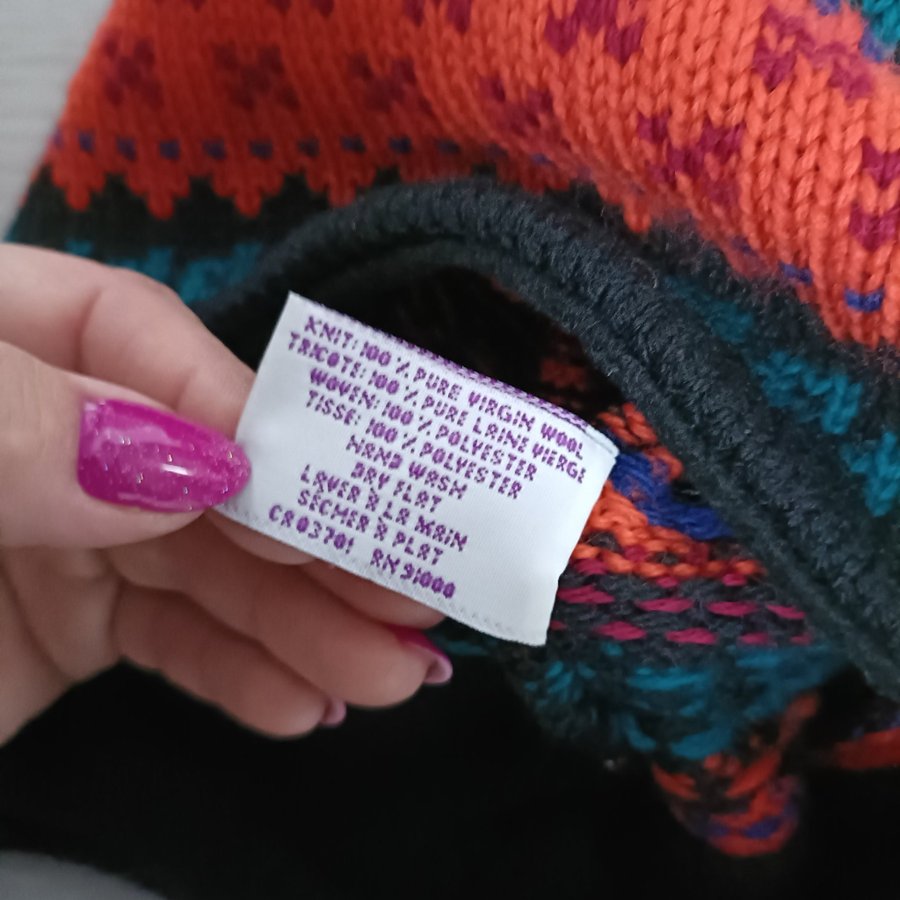 KNIT: 100 % PURE VIRGIN WOOL
TRICOTE: 100 % PURE LAINE VIERGE
WOVEN: 100 % POLYESTER
TISSE: 100 % POLYESTER
HAND WASH
DRY FLAT
LAVER A LA MAIN
SECHER A PLAT
CA03701 RN 91000